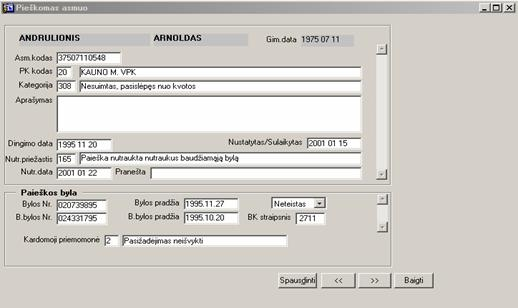 Pieškomas asmuo
ANDRULIONIS ARNOLDAS Gim.data 1975 07 11
Asm.kodas 37507110548
PK kodas 20 KAUNO M. VPK
Kategorija 308 Nesuimtas, pasislėpęs nuo kvotos
Aprašymas
Dingimo data 1995 11 20 Nustatytas/Sulaikytas 2001 01 15
Nutr.priežastis 165 Paieška nutraukta nutraukus baudžiamąją bylą
Nutr.data 2001 01 22 Pranešta
Paieškos byla
Bylos Nr. 020739895 Bylos pradžia 1995.11.27 Neteistas
B.bylos Nr. 024331795 B.bylos pradžia 1995.10.20 BK straipsnis 2711
Kardomoji priemomonė 2 Pasižadėjimas neišvykti
Spausdinti << >> Baigti